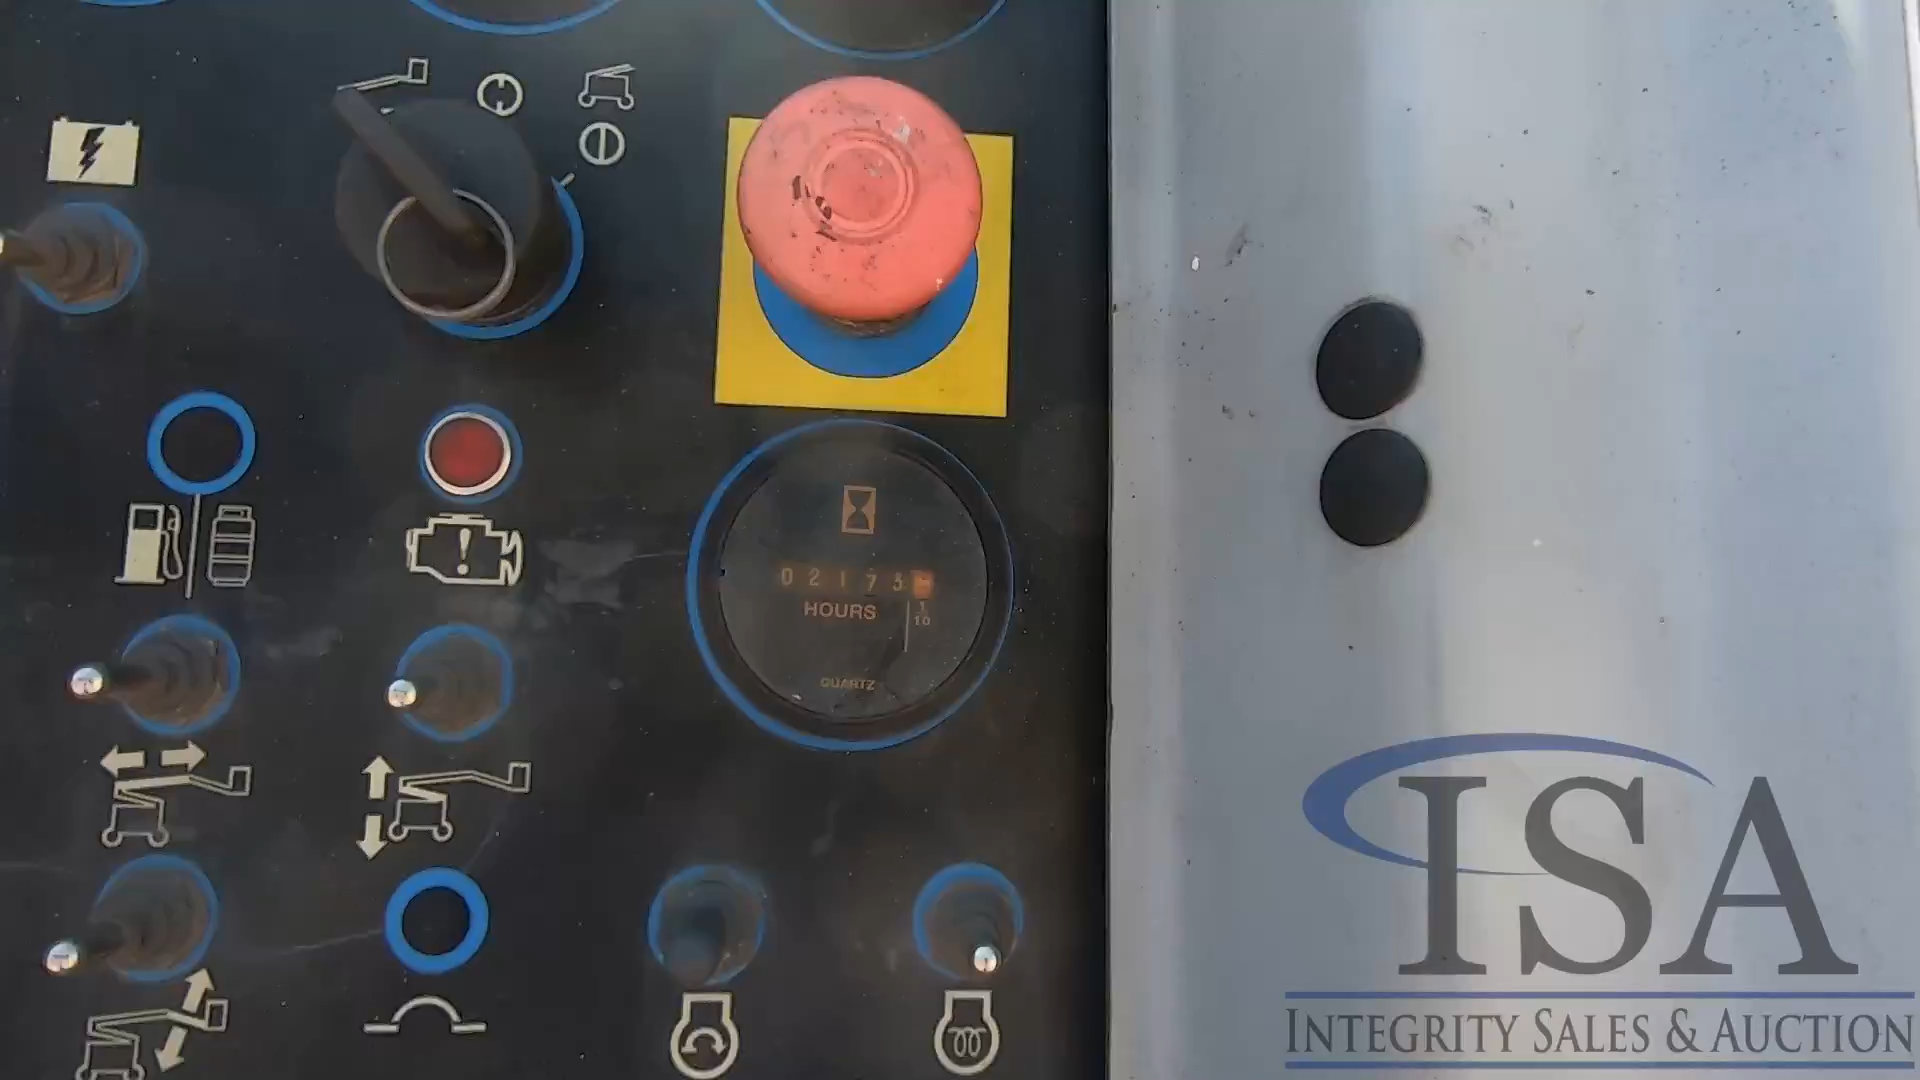 0 2 1 7 3
HOURS
1
10
QUARTZ
ISA
INTEGRITY SALES & AUCTION